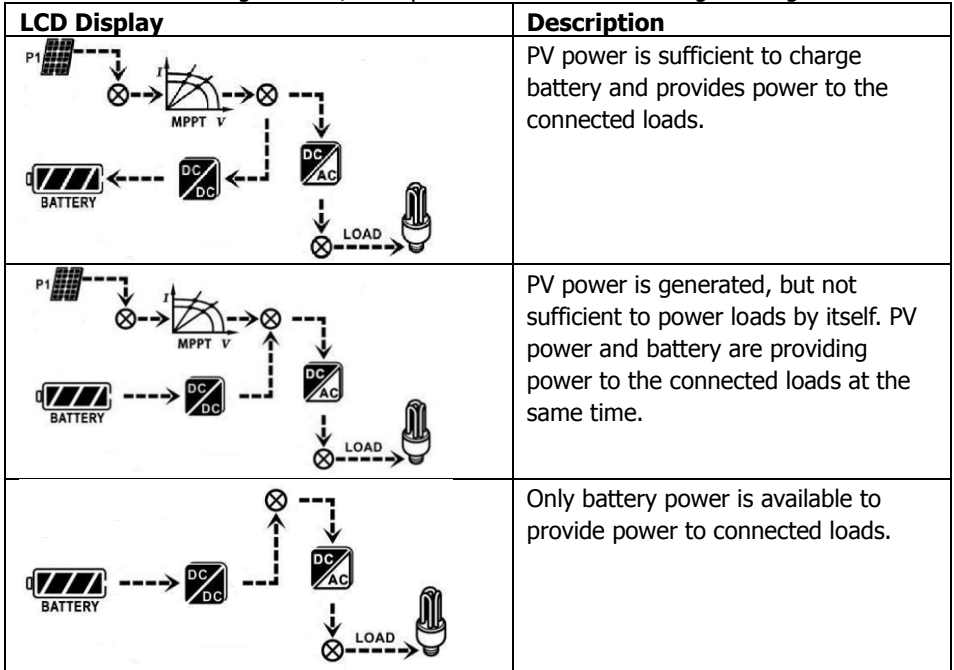 LCD Display
Description
P1
I
MPPT V
DC
DC
DC
AC
BATTERY
LOAD
PV power is sufficient to charge
battery and provides power to the
connected loads.
P1
I
MPPT V
DC
DC
DC
AC
BATTERY
LOAD
PV power is generated, but not
sufficient to power loads by itself. PV
power and battery are providing
power to the connected loads at the
same time.
DC
DC
DC
AC
BATTERY
LOAD
Only battery power is available to
provide power to connected loads.